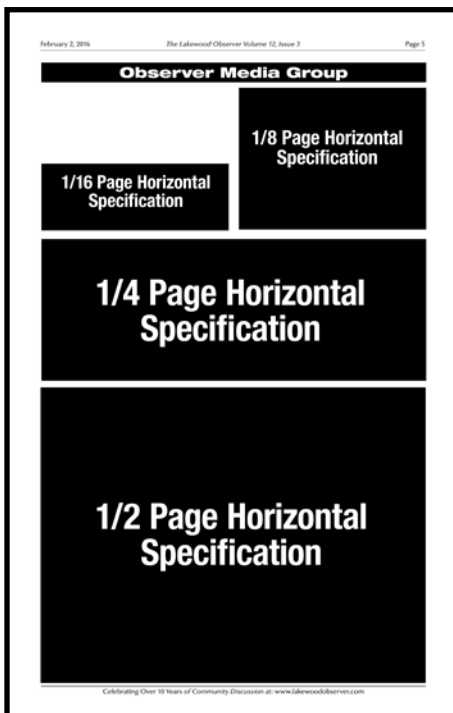 February 2, 2016 The Lakewood Observer Volume 12, Issue 3 Page 5
Observer Media Group
1/8 Page Horizontal
Specification
1/16 Page Horizontal
Specification
1/4 Page Horizontal
Specification
1/2 Page Horizontal
Specification
Celebrating Over 10 Years of Community Discussion at: www.lakewoodobserver.com